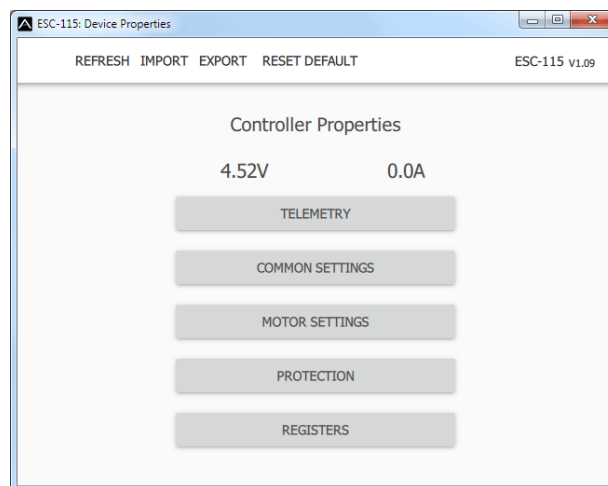 ESC-115: Device Properties
REFRESH IMPORT EXPORT RESET DEFAULT ESC-115 V1.09
Controller Properties
4.52V 0.0A
TELEMETRY
COMMON SETTINGS
MOTOR SETTINGS
PROTECTION
REGISTERS